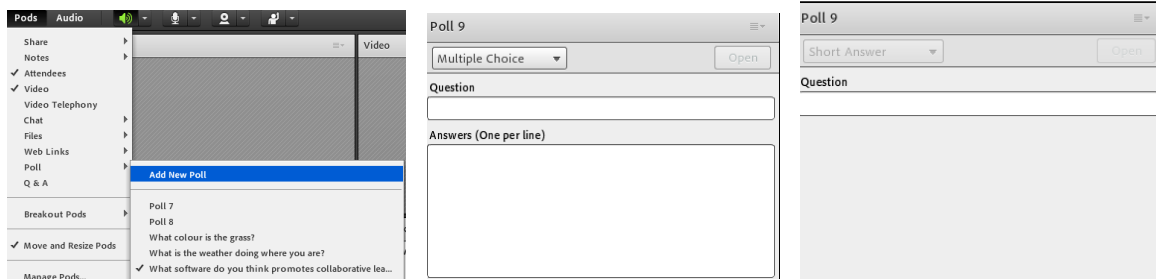 Pods Audio
Share
Notes
✓ Attendees
✓ Video
Video Telephony
Chat
Files
Web Links
Poll
Q & A
Breakout Pods
✓ Move and Resize Pods
Manage Pods...
Video
Add New Poll
Poll 7
Poll 8
What colour is the grass?
What is the weather doing where you are?
✓ What software do you think promotes collaborative lea...
Poll 9
Multiple Choice Open
Question
Answers (One per line)
Poll 9
Short Answer Open
Question